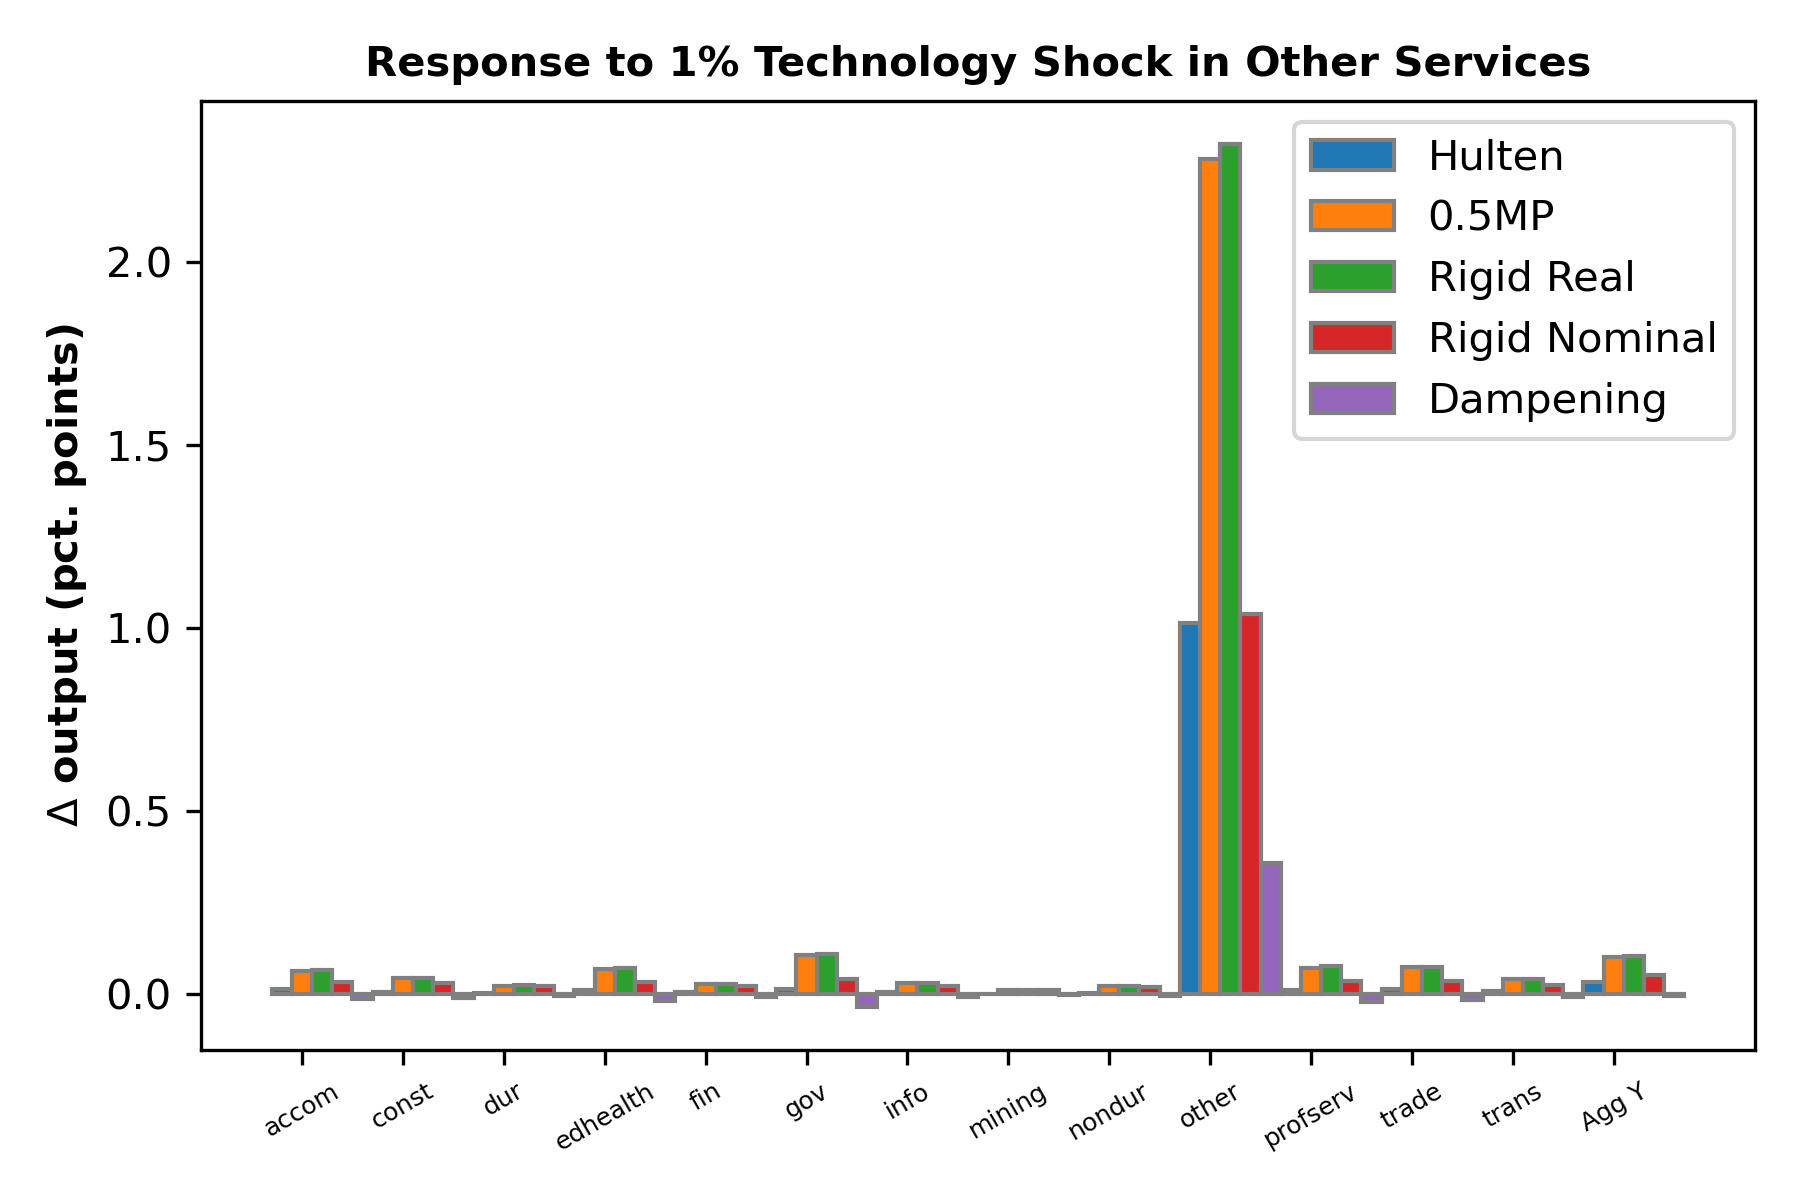 Response to 1% Technology Shock in Other Services
Hulten
0.5MP
Rigid Real
Rigid Nominal
Dampening
Δ output (pct. points)
2.0
1.5
1.0
0.5
0.0
accom
const
dur
edhealth
fin
gov
info
mining
nondur
other
profserv
trade
trans
Agg Y